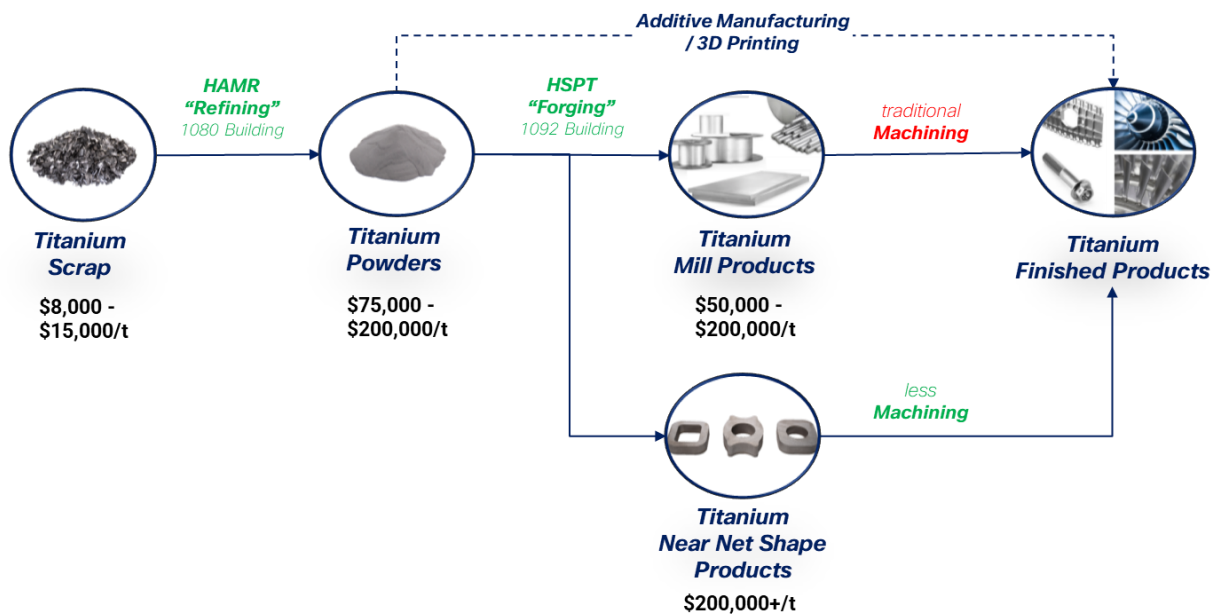 Additive Manufacturing
/ 3D Printing
HAMR
“Refining”
1080 Building
HSPT
“Forging”
1092 Building
traditional
Machining
Titanium
Scrap
$8,000 -
$15,000/t
Titanium
Powders
$75,000 -
$200,000/t
Titanium
Mill Products
$50,000 -
$200,000/t
Titanium
Finished Products
less
Machining
Titanium
Near Net Shape
Products
$200,000+/t